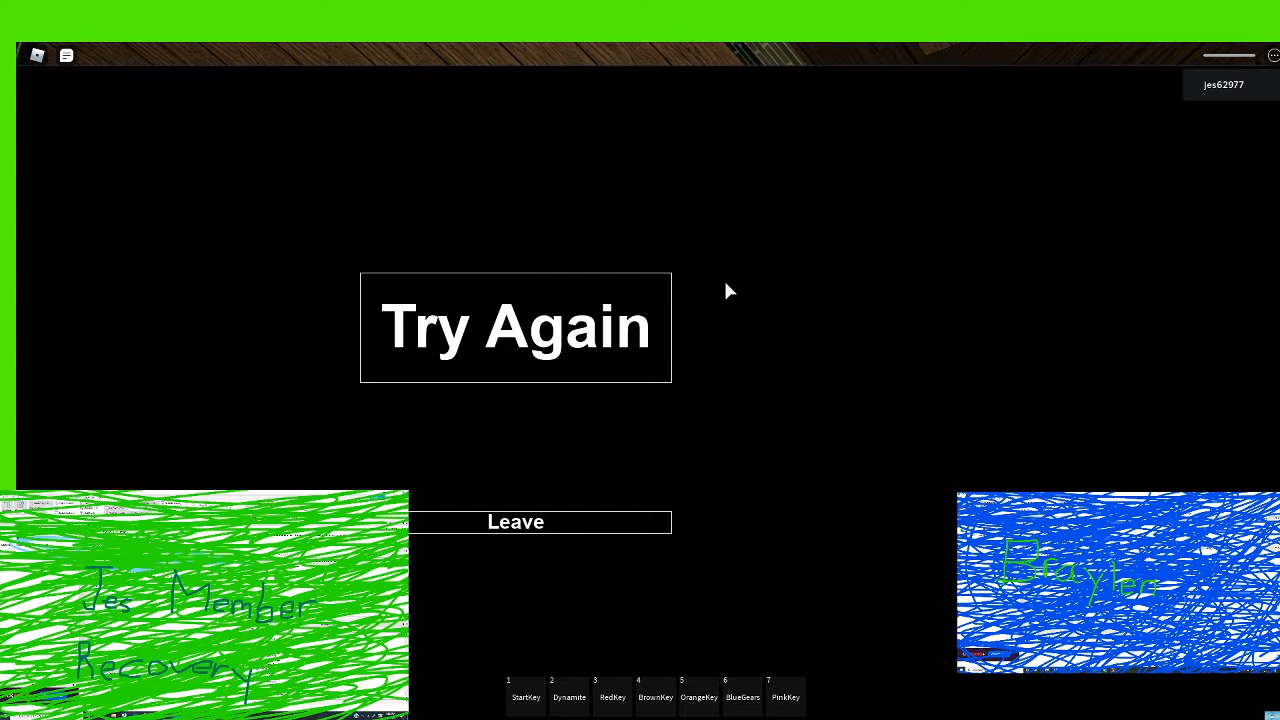 jes62977
Try Again
Leave
Jes Member
Recovery
Braylen
1 2 3 4 5 6 7
StartKey Dynamite RedKey BrownKey OrangeKey BlueGears PinkKey